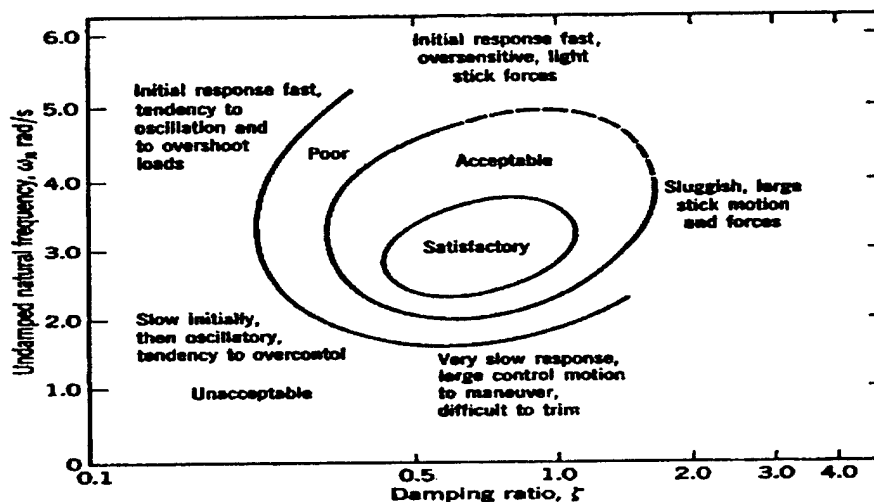 6.0
5.0
4.0
3.0
2.0
1.0
0
Undamped natural frequency, ωn rad/s
Initial response fast,
oversensitive, light
stick forces
Initial response fast,
tendency to
oscillation and
to overshoot
loads
Poor
Acceptable
Sluggish, large
stick motion
and forces
Satisfactory
Slow initially,
then oscillatory,
tendency to overcontol
Very slow response,
large control motion
to maneuver,
difficult to trim
Unacceptable
0.1
0.5
1.0
2.0
3.0
4.0
Damping ratio, ζ